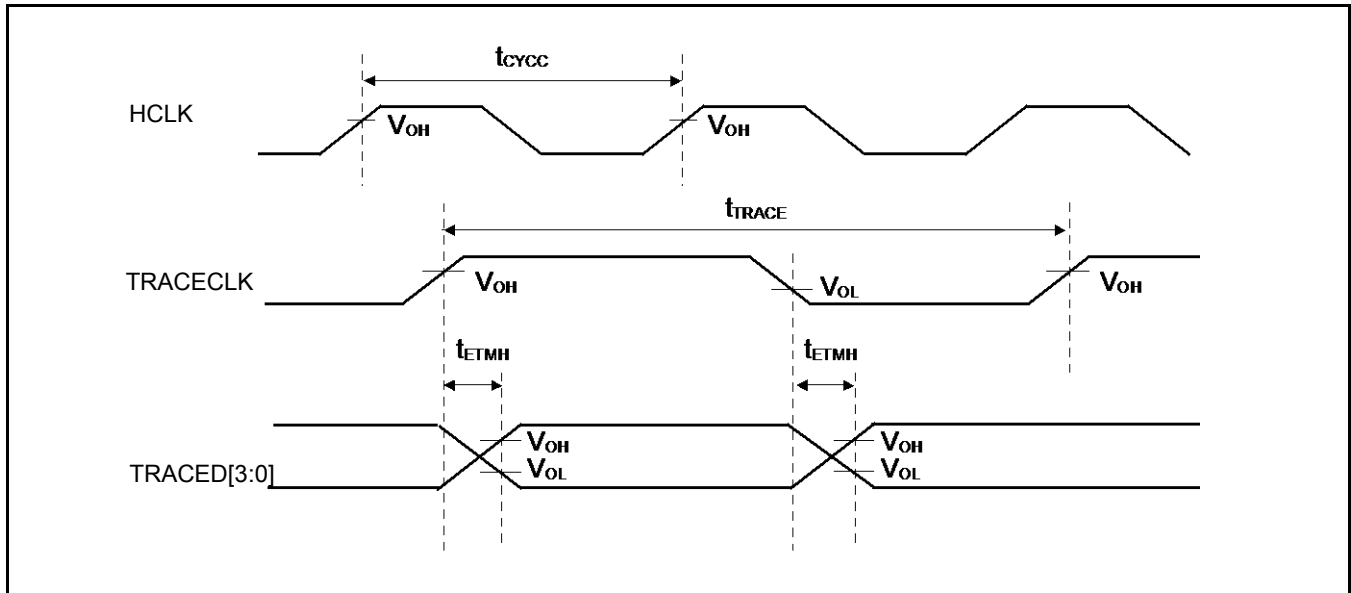 tCYCC
HCLK
VOH
VOH
tTRACE
TRACECLK
VOH
VOL
VOH
tETMH
tETMH
TRACED[3:0]
VOH
VOL
VOH
VOL